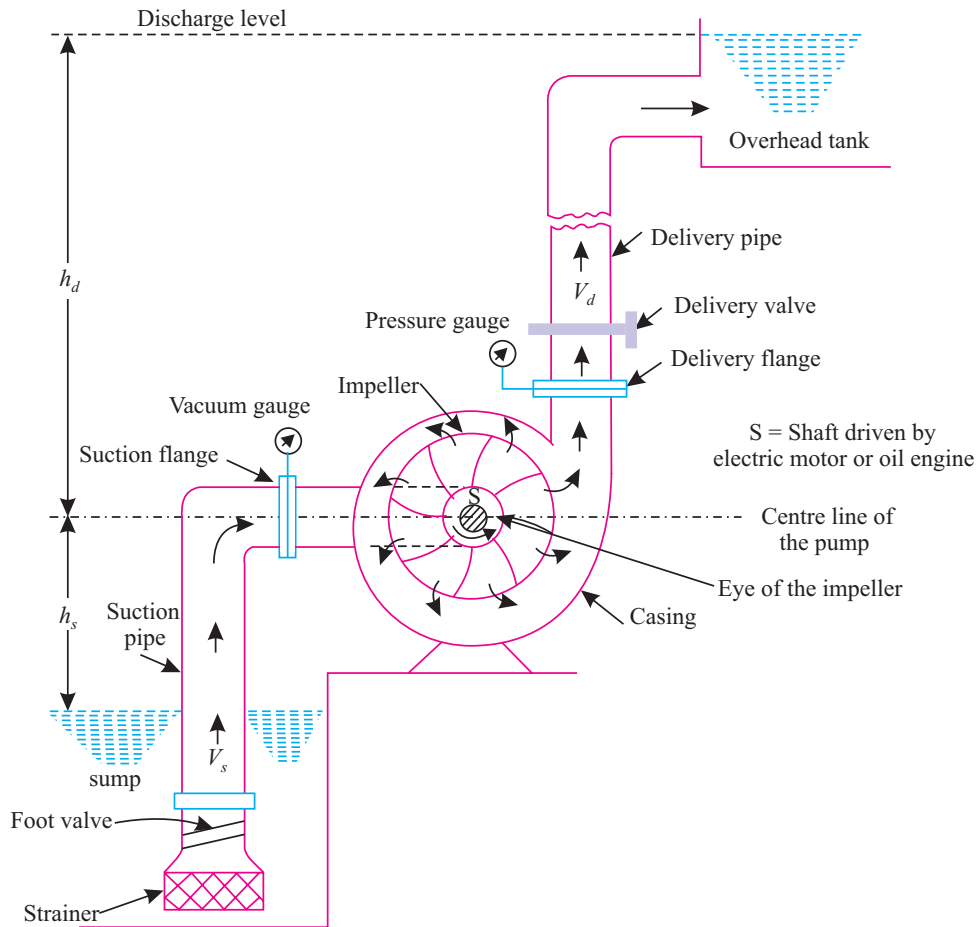 Discharge level
Overhead tank
Delivery pipe
h_d
V_d
Delivery valve
Pressure gauge
Delivery flange
Impeller
Vacuum gauge
S = Shaft driven by
electric motor or oil engine
Suction flange
S
Centre line of
the pump
Eye of the impeller
h_s
Casing
Suction
pipe
V_s
sump
Foot valve
Strainer